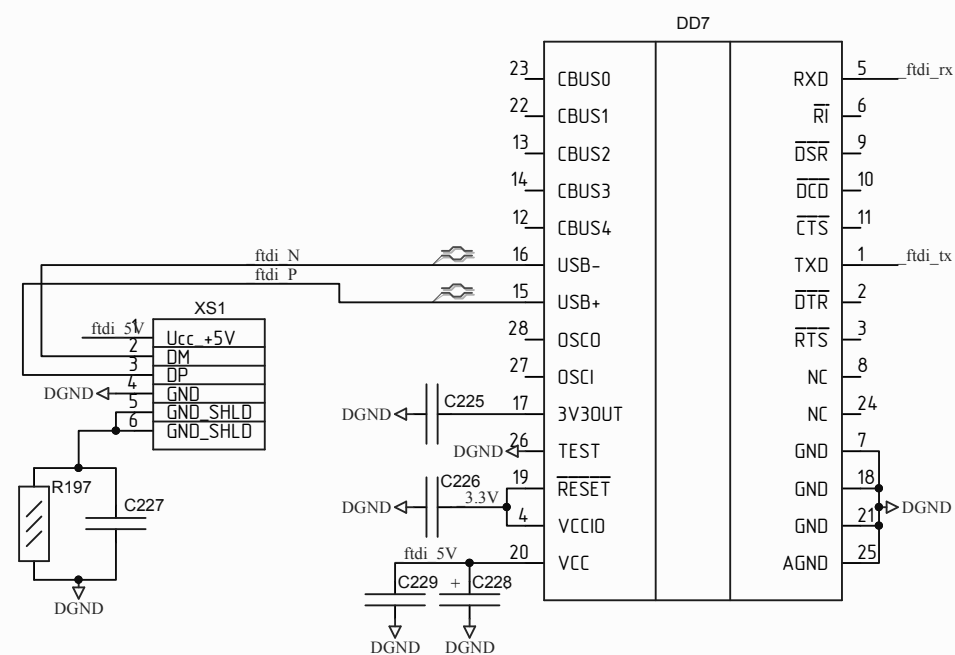 DD7
23 CBUS0 RXD 5 ftdi_rx
22 CBUS1 RI 6
13 CBUS2 DSR 9
14 CBUS3 DCD 10
12 CBUS4 CTS 11
ftdi_N 16 USB- TXD 1 ftdi_tx
ftdi_P 15 USB+ DTR 2
28 OSCO RTS 3
27 OSCI NC 8
DGND C225 17 3V3OUT NC 24
DGND 26 TEST GND 7
DGND C226 3.3V 19 RESET GND 18 DGND
4 VCCIO GND 21
ftdi_5V 20 VCC AGND 25
C229 + C228
DGND DGND
XS1
ftdi_5V 1 Ucc_+5V
2 DM
3 DP
DGND 4 GND
5 GND_SHLD
6 GND_SHLD
R197 C227
DGND